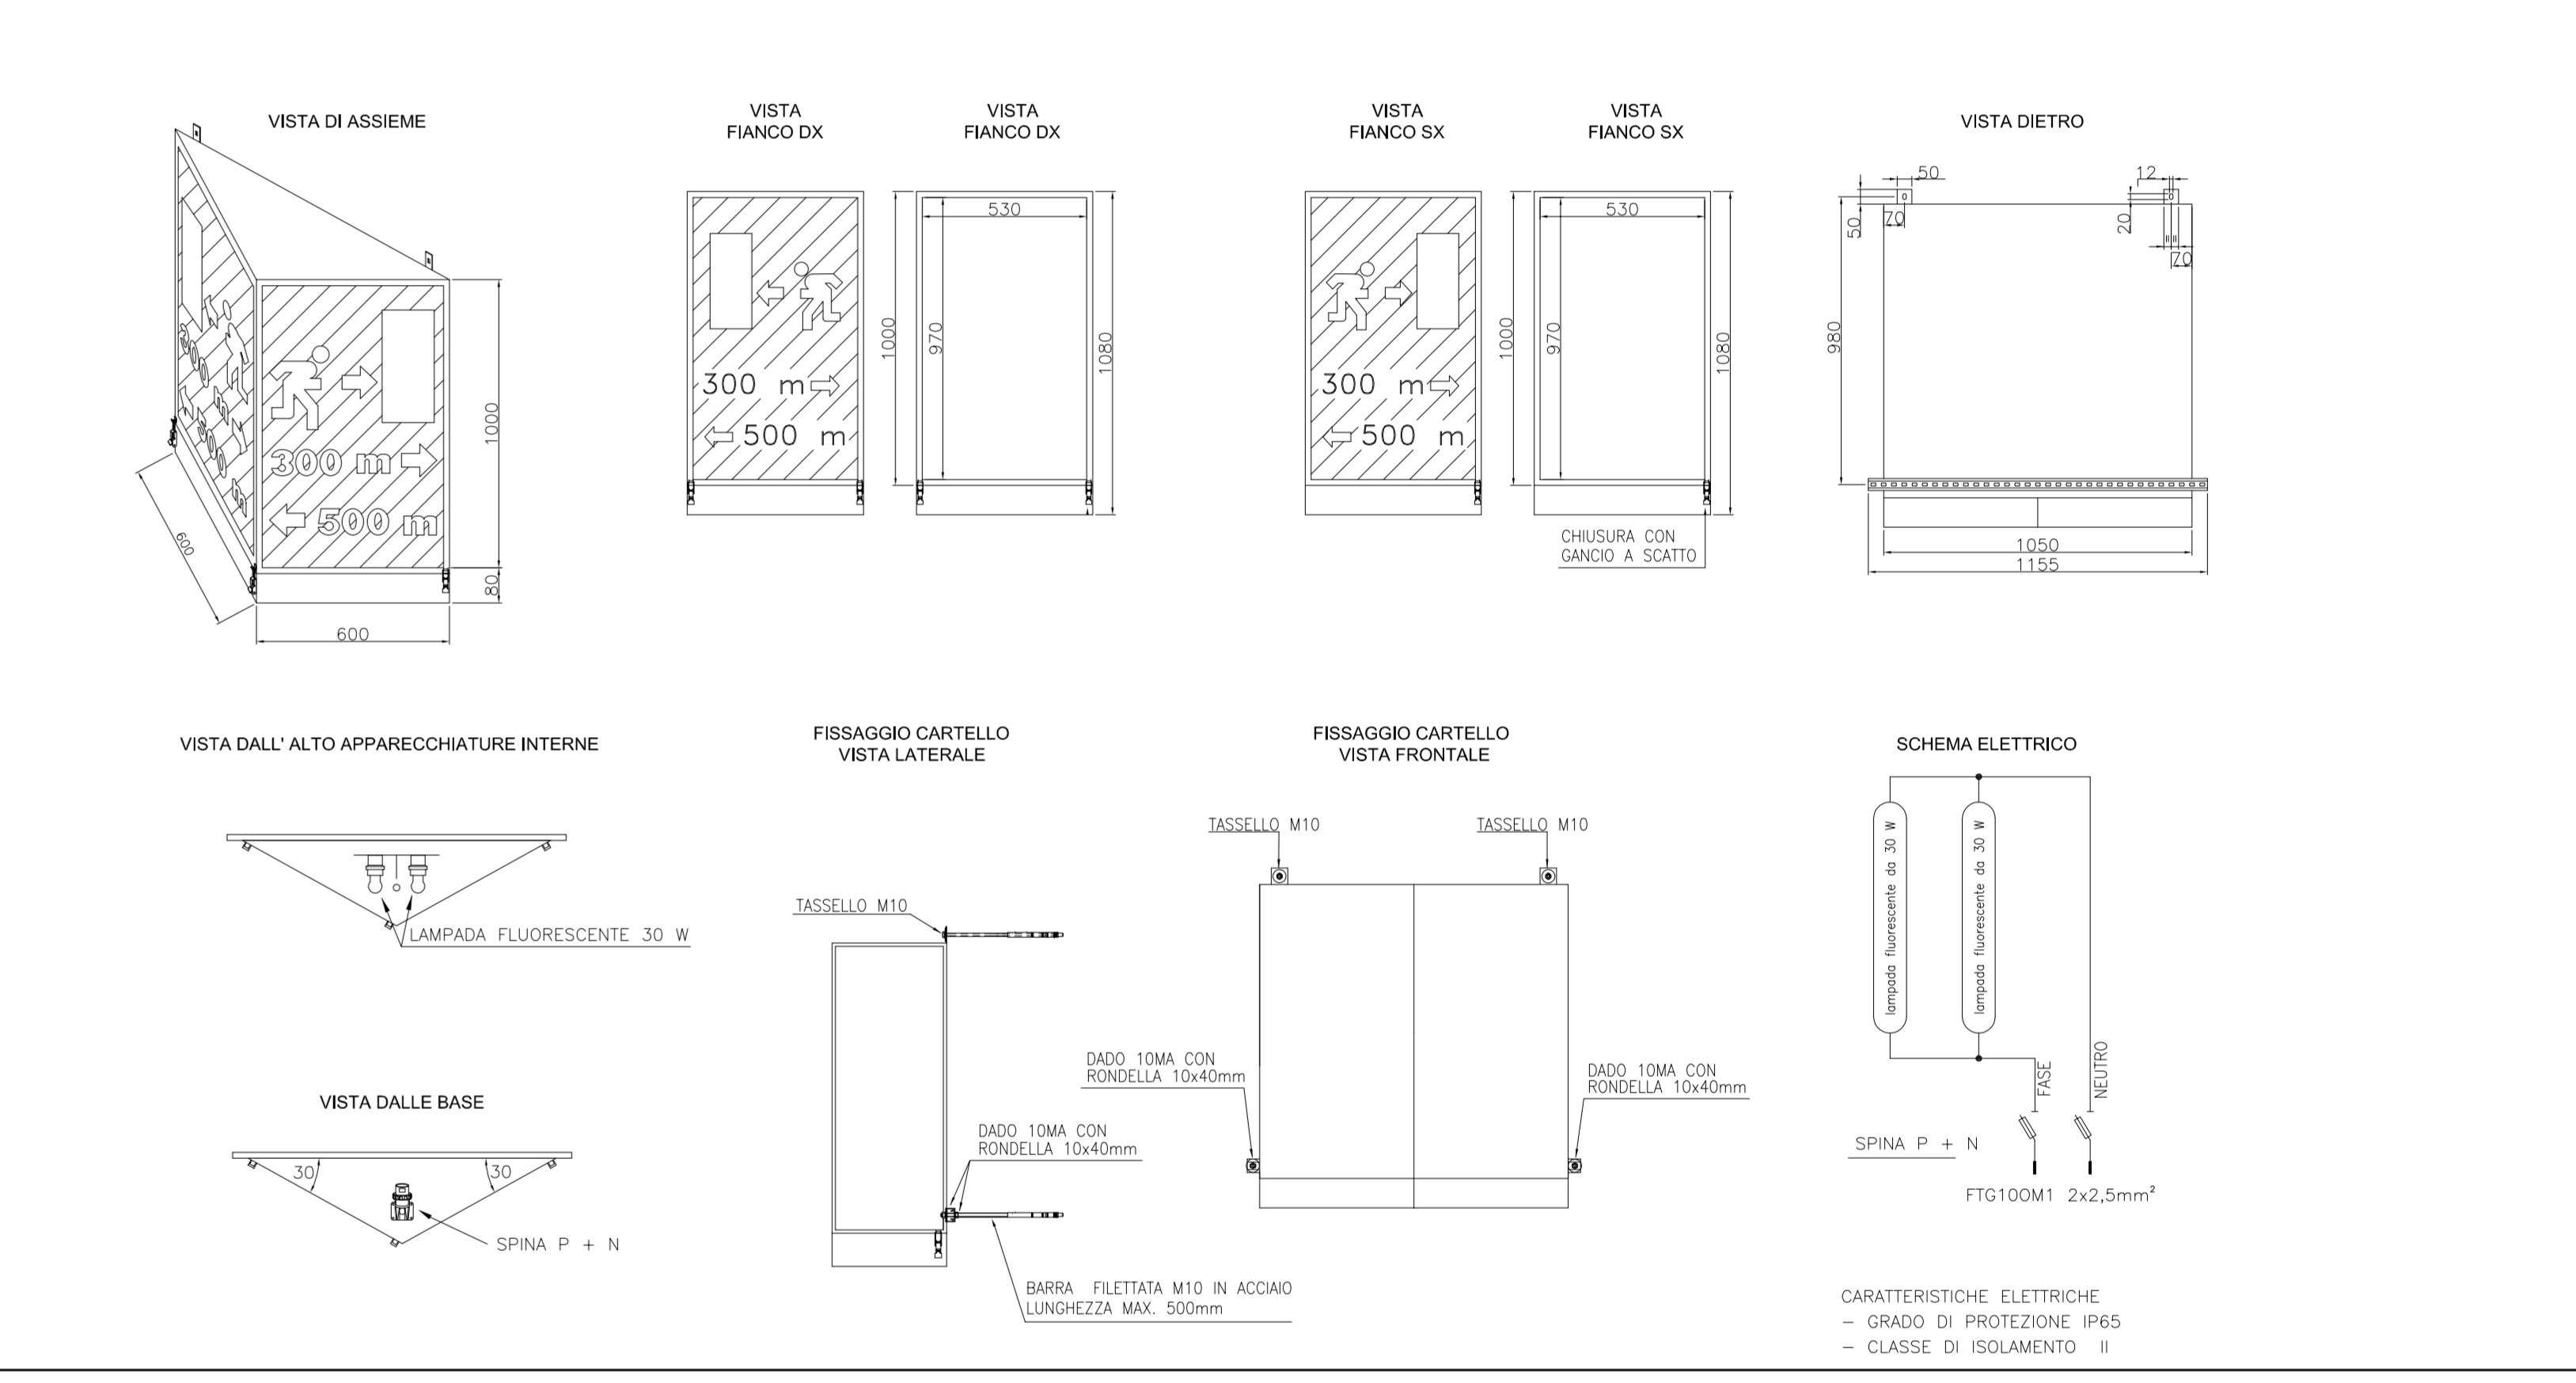 VISTA DI ASSIEME
300 m
500 m
300 m
500 m
1000
80
600
600
VISTA
FIANCO DX
300 m
500 m
1000
VISTA
FIANCO DX
530
970
1080
VISTA
FIANCO SX
300 m
500 m
1000
VISTA
FIANCO SX
530
970
1080
CHIUSURA CON
GANCIO A SCATTO
VISTA DIETRO
50
12
50
70
20
=
70
980
1050
1155
VISTA DALL' ALTO APPARECCHIATURE INTERNE
LAMPADA FLUORESCENTE 30 W
VISTA DALLE BASE
30
30
SPINA P + N
FISSAGGIO CARTELLO
VISTA LATERALE
TASSELLO M10
DADO 10MA CON
RONDELLA 10x40mm
BARRA FILETTATA M10 IN ACCIAIO
LUNGHEZZA MAX. 500mm
FISSAGGIO CARTELLO
VISTA FRONTALE
TASSELLO M10
TASSELLO M10
DADO 10MA CON
RONDELLA 10x40mm
DADO 10MA CON
RONDELLA 10x40mm
SCHEMA ELETTRICO
lampada fluorescente da 30 W
lampada fluorescente da 30 W
FASE
NEUTRO
SPINA P + N
FTG10OM1 2x2,5mm²
CARATTERISTICHE ELETTRICHE
– GRADO DI PROTEZIONE IP65
– CLASSE DI ISOLAMENTO II